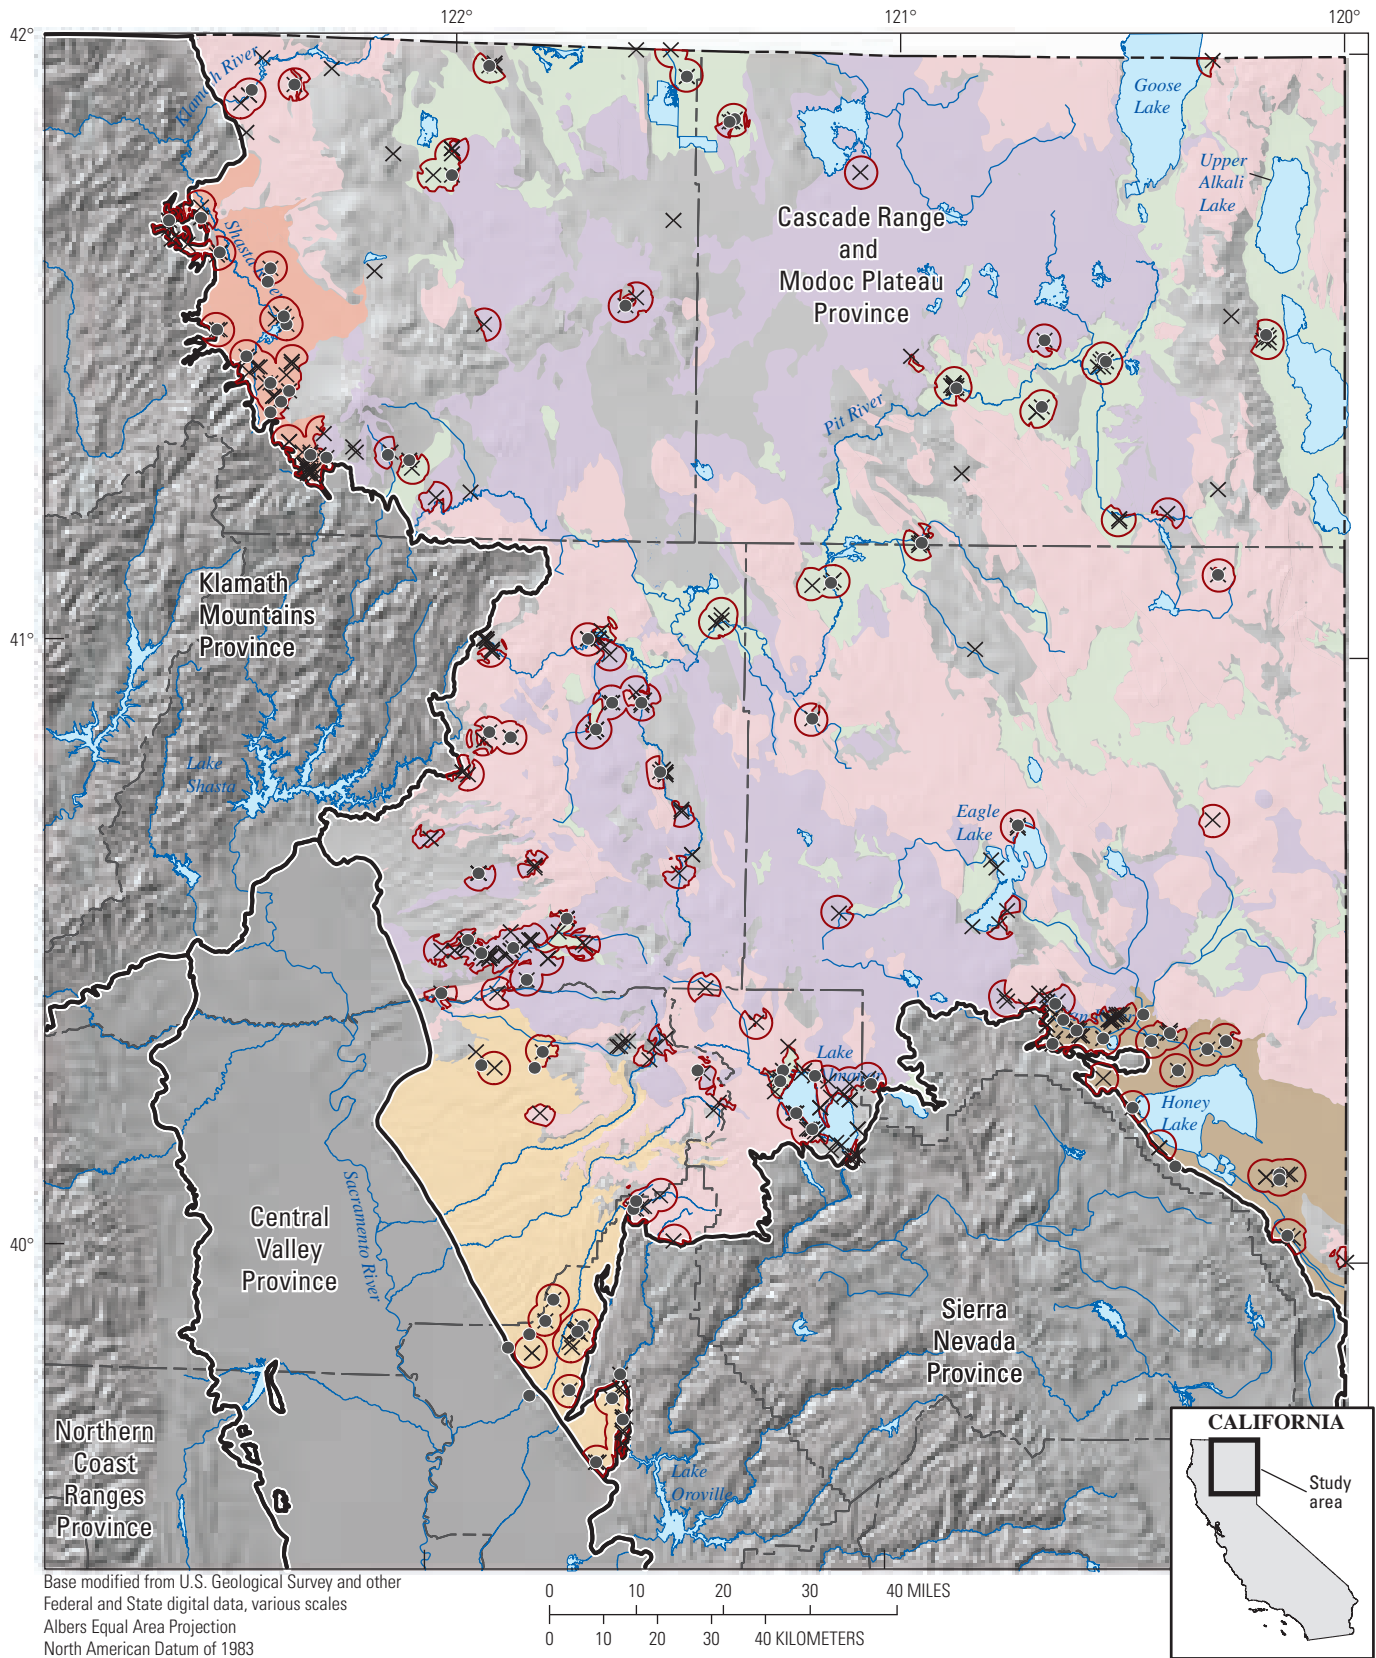 122°
121°
120°
42°
Klamath River
Goose
Lake
Upper
Alkali
Lake
Cascade Range
and
Modoc Plateau
Province
Pit River
Klamath
Mountains
Province
41°
Lake
Shasta
Eagle
Lake
Lake
Honey
Lake
Sacramento River
Central
Valley
Province
40°
Sierra
Nevada
Province
Northern
Coast
Ranges
Province
Lake
Oroville
CALIFORNIA
Study
area
Base modified from U.S. Geological Survey and other
Federal and State digital data, various scales
Albers Equal Area Projection
North American Datum of 1983
0 10 20 30 40 MILES
0 10 20 30 40 KILOMETERS